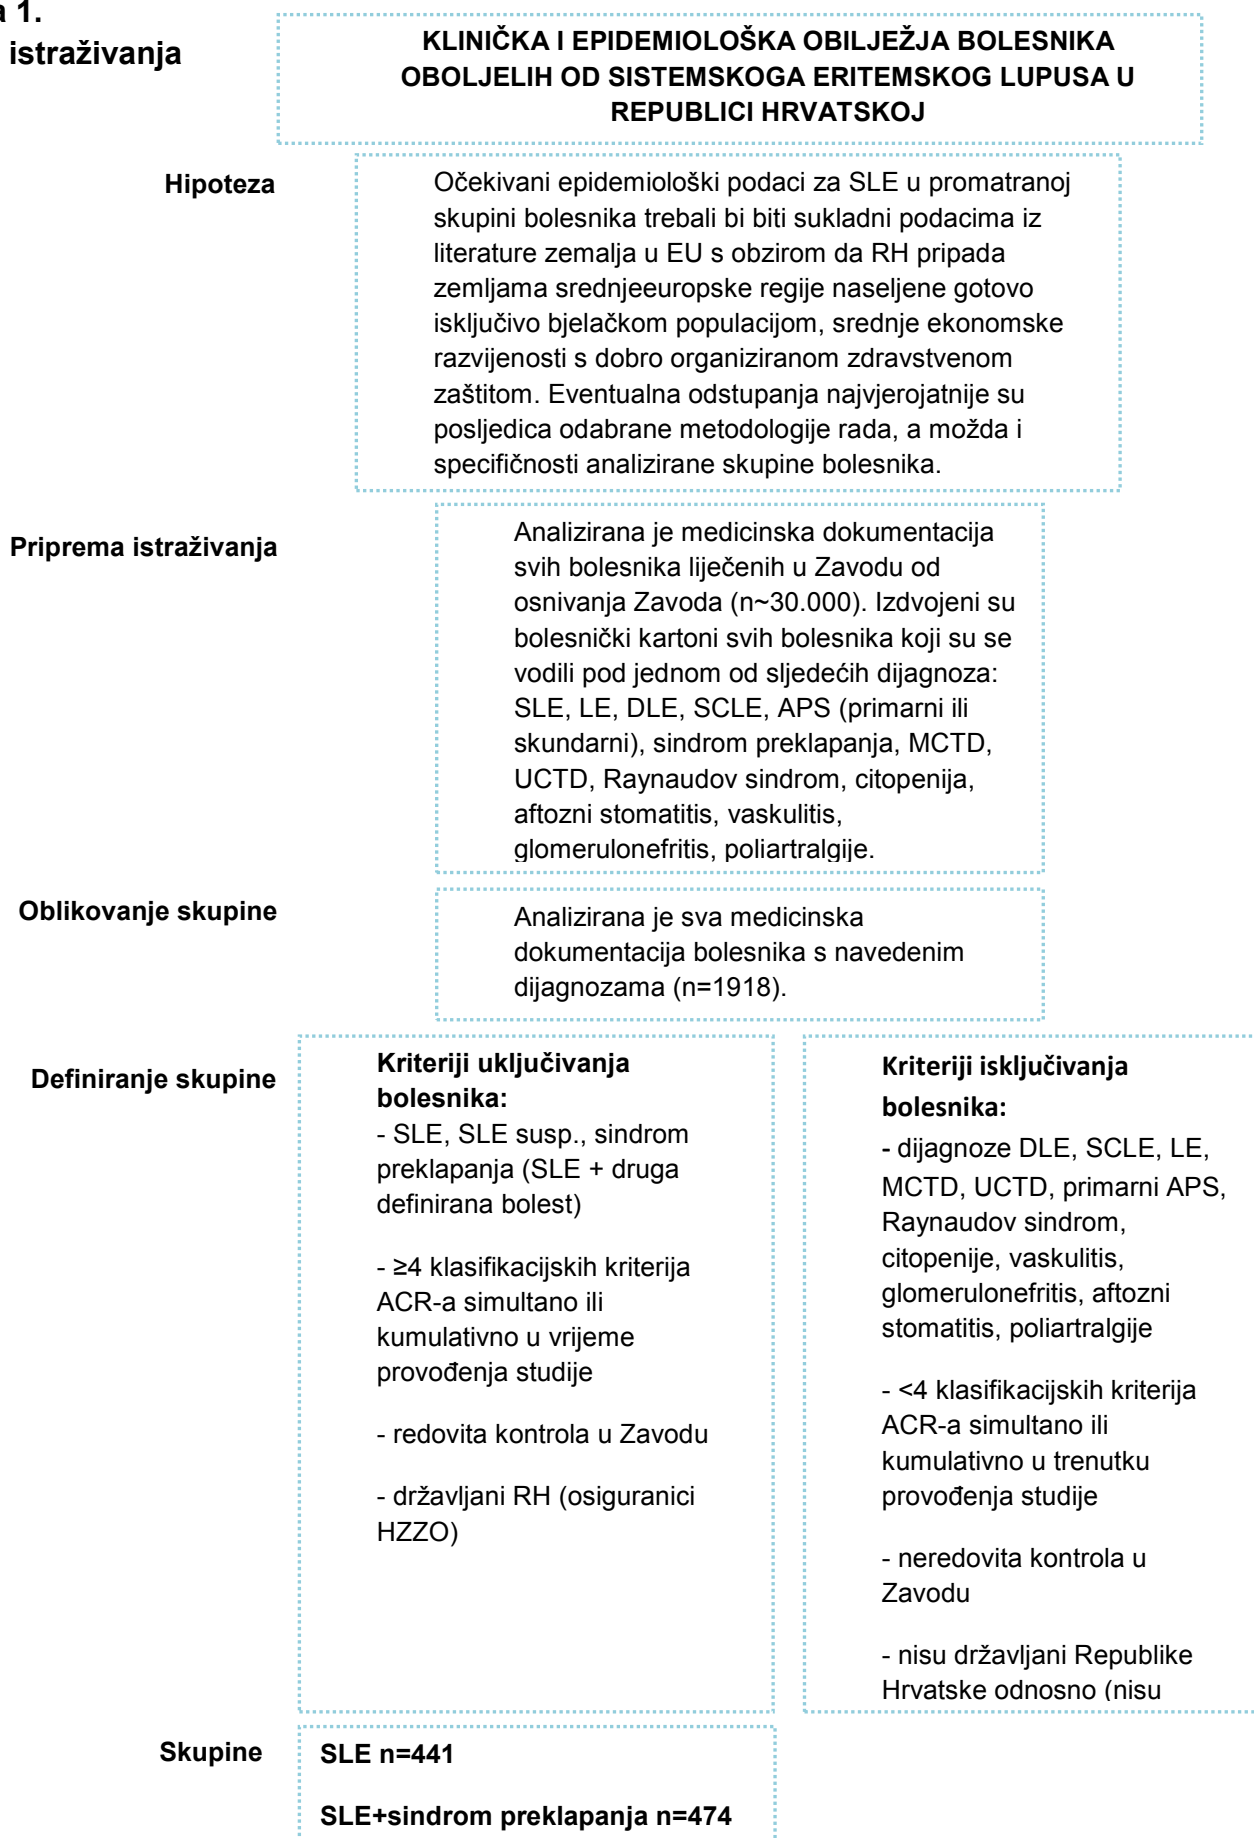 a 1.
istraživanja
KLINIČKA I EPIDEMIOLOŠKA OBILJEŽJA BOLESNIKA
OBOLJELIH OD SISTEMSKOGA ERITEMSKOG LUPUSA U
REPUBLICI HRVATSKOJ
Hipoteza
Očekivani epidemiološki podaci za SLE u promatranoj
skupini bolesnika trebali bi biti sukladni podacima iz
literature zemalja u EU s obzirom da RH pripada
zemljama srednjeeuropske regije naseljene gotovo
isključivo bjelačkom populacijom, srednje ekonomske
razvijenosti s dobro organiziranom zdravstvenom
zaštitom. Eventualna odstupanja najvjerojatnije su
posljedica odabrane metodologije rada, a možda i
specifičnosti analizirane skupine bolesnika.
Priprema istraživanja
Analizirana je medicinska dokumentacija
svih bolesnika liječenih u Zavodu od
osnivanja Zavoda (n~30.000). Izdvojeni su
bolesnički kartoni svih bolesnika koji su se
vodili pod jednom od sljedećih dijagnoza:
SLE, LE, DLE, SCLE, APS (primarni ili
skundarni), sindrom preklapanja, MCTD,
UCTD, Raynaudov sindrom, citopenija,
aftozni stomatitis, vaskulitis,
glomerulonefritis, poliartralgije.
Oblikovanje skupine
Analizirana je sva medicinska
dokumentacija bolesnika s navedenim
dijagnozama (n=1918).
Definiranje skupine
Kriteriji uključivanja
bolesnika:
- SLE, SLE susp., sindrom
preklapanja (SLE + druga
definirana bolest)
- ≥4 klasifikacijskih kriterija
ACR-a simultano ili
kumulativno u vrijeme
provođenja studije
- redovita kontrola u Zavodu
- državljani RH (osiguranici
HZZO)
Kriteriji isključivanja
bolesnika:
- dijagnoze DLE, SCLE, LE,
MCTD, UCTD, primarni APS,
Raynaudov sindrom,
citopenije, vaskulitis,
glomerulonefritis, aftozni
stomatitis, poliartralgije
- <4 klasifikacijskih kriterija
ACR-a simultano ili
kumulativno u trenutku
provođenja studije
- neredovita kontrola u
Zavodu
- nisu državljani Republike
Hrvatske odnosno (nisu
Skupine
SLE n=441
SLE+sindrom preklapanja n=474